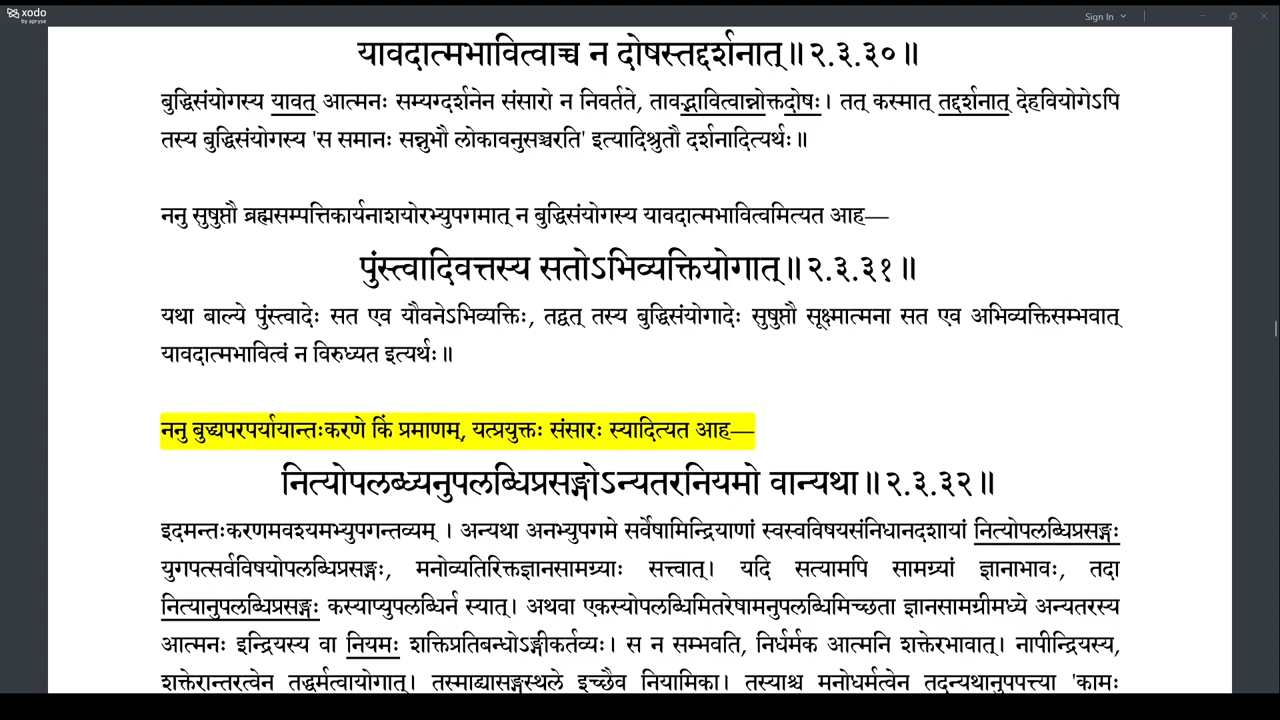 xodo
by apryse
Sign In
यावदात्मभावित्वाच्च न दोषस्तद्दर्शनात्॥२.३.३०॥
बुद्धिसंयोगस्य यावत् आत्मनः सम्यग्दर्शनेन संसारो न निवर्तते, तावद्भावित्वान्नोक्तदोषः। तत् कस्मात् तद्दर्शनात् देहवियोगेऽपि
तस्य बुद्धिसंयोगस्य 'स समानः सन्नुभौ लोकावनुसञ्चरति' इत्यादिश्रुतौ दर्शनादित्यर्थः॥
ननु सुषुप्तौ ब्रह्मसम्पत्तिकार्यनाशयोरभ्युपगमात् न बुद्धिसंयोगस्य यावदात्मभावित्वमित्यत आह—
पुंस्त्वादिवत्तस्य सतोऽभिव्यक्तियोगात्॥२.३.३१॥
यथा बाल्ये पुंस्त्वादेः सत एव यौवनेऽभिव्यक्तिः, तद्वत् तस्य बुद्धिसंयोगादेः सुषुप्तौ सूक्ष्मात्मना सत एव अभिव्यक्तिसम्भवात्
यावदात्मभावित्वं न विरुध्यत इत्यर्थः॥
ननु बुद्ध्यपरपर्यायान्तःकरणे किं प्रमाणम्, यत्प्रयुक्तः संसारः स्यादित्यत आह—
नित्योपलब्ध्यनुपलब्धिप्रसङ्गोऽन्यतरनियमो वान्यथा॥२.३.३२॥
इदमन्तःकरणमवश्यमभ्युपगन्तव्यम् । अन्यथा अनभ्युपगमे सर्वेषामिन्द्रियाणां स्वस्वविषयसंनिधानदशायां नित्योपलब्धिप्रसङ्गः
युगपत्सर्वविषयोपलब्धिप्रसङ्गः, मनोव्यतिरिक्तज्ञानसामग्र्याः सत्त्वात्। यदि सत्यामपि सामग्र्यां ज्ञानाभावः, तदा
नित्यानुपलब्धिप्रसङ्गः कस्याप्युपलब्धिर्न स्यात्। अथवा एकस्योपलब्धिमितरेषामनुपलब्धिमिच्छता ज्ञानसामग्रीमध्ये अन्यतरस्य
आत्मनः इन्द्रियस्य वा नियमः शक्तिप्रतिबन्धोऽङ्गीकर्तव्यः। स न सम्भवति, निर्धर्मक आत्मनि शक्तेरभावात्। नापीन्द्रियस्य,
शक्तेरान्तरत्वेन तद्धर्मत्वायोगात्। तस्माद्यासङ्गस्थले इच्छैव नियामिका। तस्याश्च मनोधर्मत्वेन तदन्यथानुपपत्त्या 'कामः